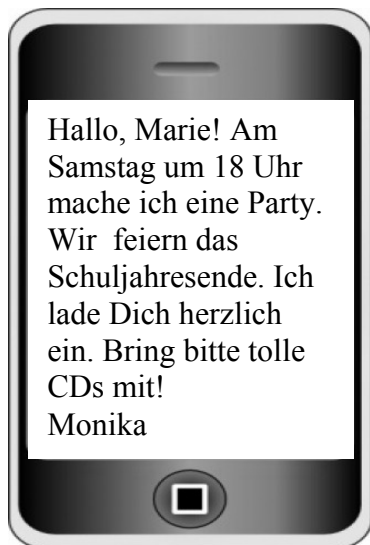 Hallo, Marie! Am
Samstag um 18 Uhr
mache ich eine Party.
Wir  feiern das
Schuljahresende. Ich
lade Dich herzlich
ein. Bring bitte tolle
CDs mit!
Monika